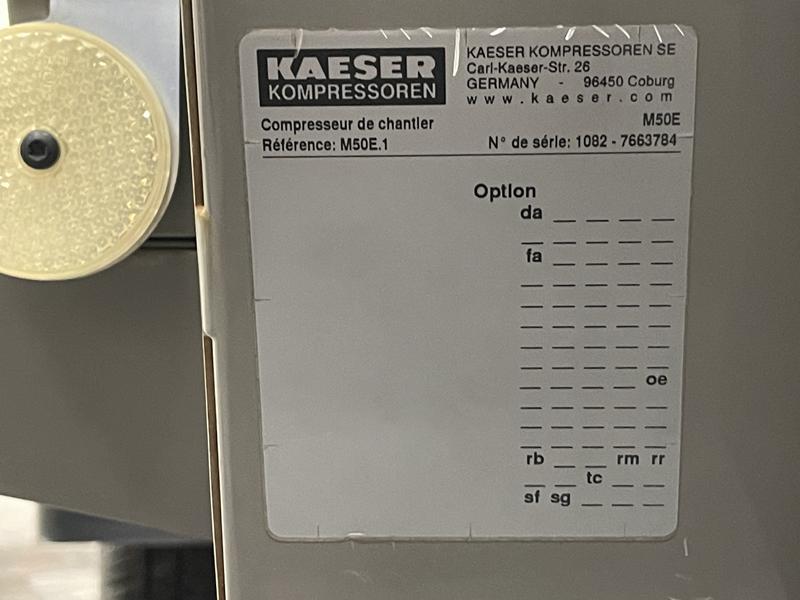 KAESER
KOMPRESSOREN
KAESER KOMPRESSOREN SE
Carl-Kaeser-Str. 26
GERMANY - 96450 Coburg
www.kaeser.com
Compresseur de chantier M50E
Référence: M50E.1 N° de série: 1082 - 7663784
Option
da _ _ _ _
_ _ _ _ _
fa _ _ _ _
_ _ _ _ _
_ _ _ _ _
_ _ _ _ _
_ _ _ _ _
_ _ _ _ _
_ _ _ _ oe
_ _ _ _ _
_ _ _ _ _
_ _ _ _ _
rb _ _ rm rr
_ _ tc _ _
sf sg _ _ _